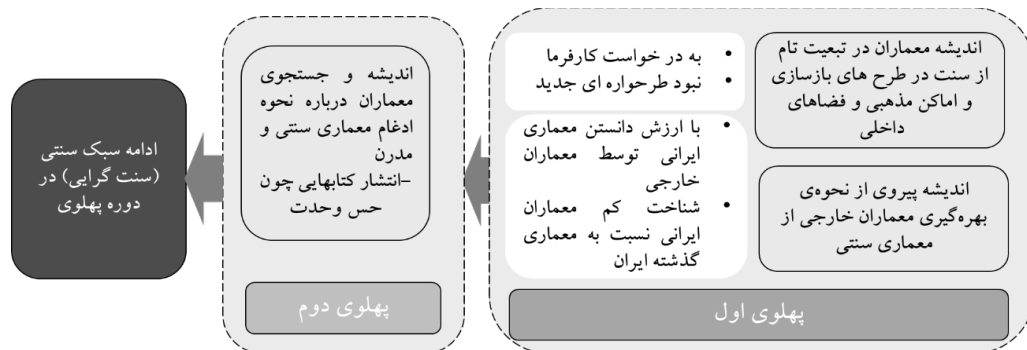 اندیشه معماران در تبعیت تام
از سنت در طرح های بازسازی
و اماکن مذهبی و فضاهای
داخلی
• به در خواست کارفرما
• نبود طرحواره ای جدید
اندیشه پیروی از نحوه‌ی
بهره‌گیری معماران خارجی از
معماری سنتی
• با ارزش دانستن معماری
ایرانی توسط معماران
خارجی
• شناخت کم معماران
ایرانی نسبت به معماری
گذشته ایران
پهلوی اول
اندیشه و جستجوی
معماران درباره نحوه
ادغام معماری سنتی و
مدرن
–انتشار کتابهایی چون
حس وحدت
پهلوی دوم
ادامه سبک سنتی
(سنت گرایی) در
دوره پهلوی